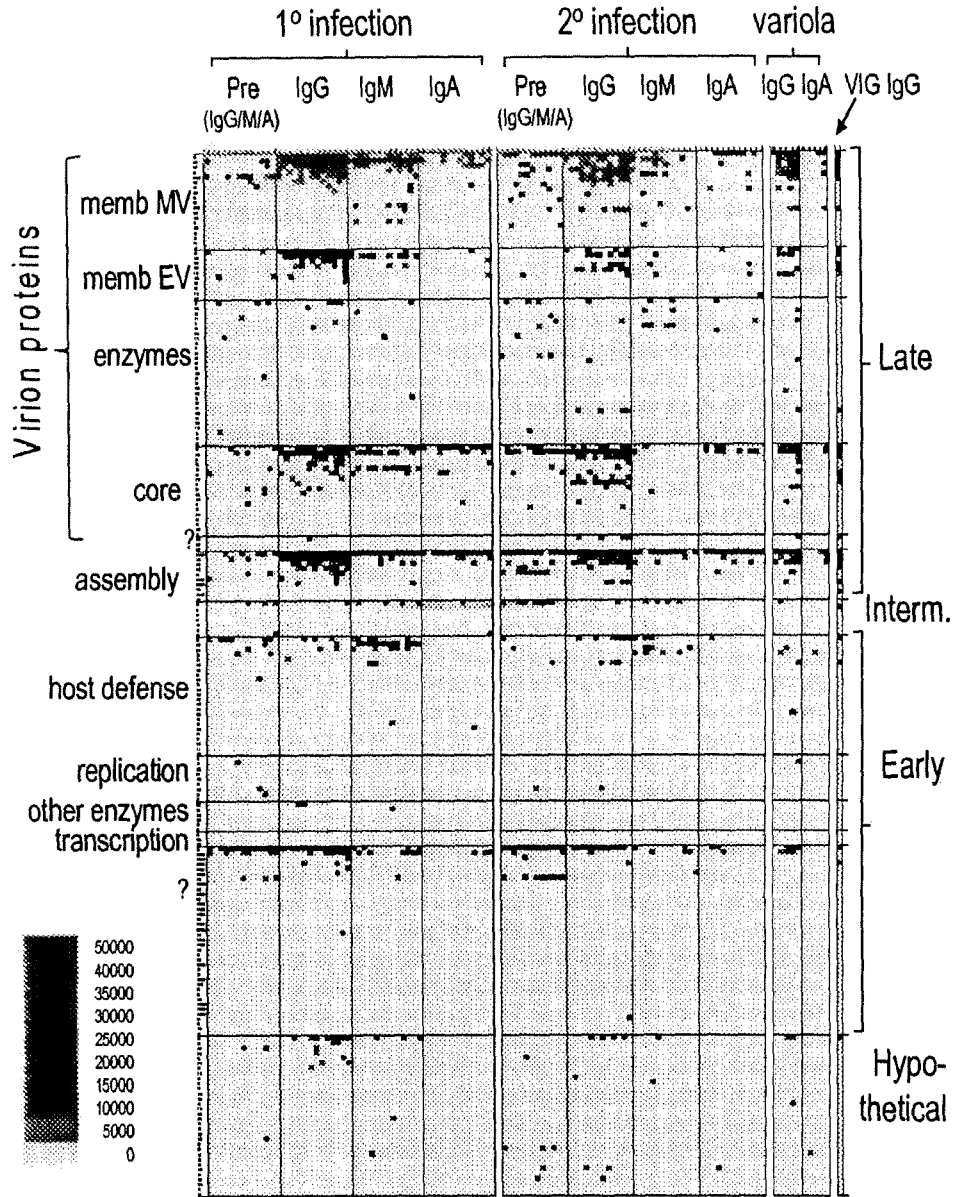 1º infection 2º infection variola
Pre IgG IgM IgA Pre IgG IgM IgA IgG IgA VIG IgG
(IgG/M/A) (IgG/M/A)
Virion proteins
memb MV
memb EV
enzymes
core
?
assembly
host defense
replication
other enzymes
transcription
?
Late
Interm.
Early
Hypo-
thetical
50000
40000
35000
30000
25000
20000
15000
10000
5000
0